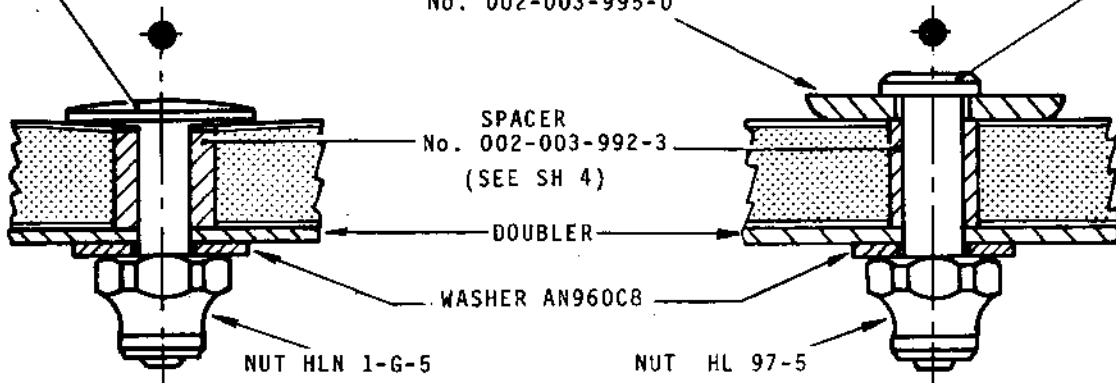 No. 002-003-995-0
SPACER
No. 002-003-992-3
(SEE SH 4)
DOUBLER
WASHER AN960C8
NUT HLN 1-G-5
NUT HL 97-5